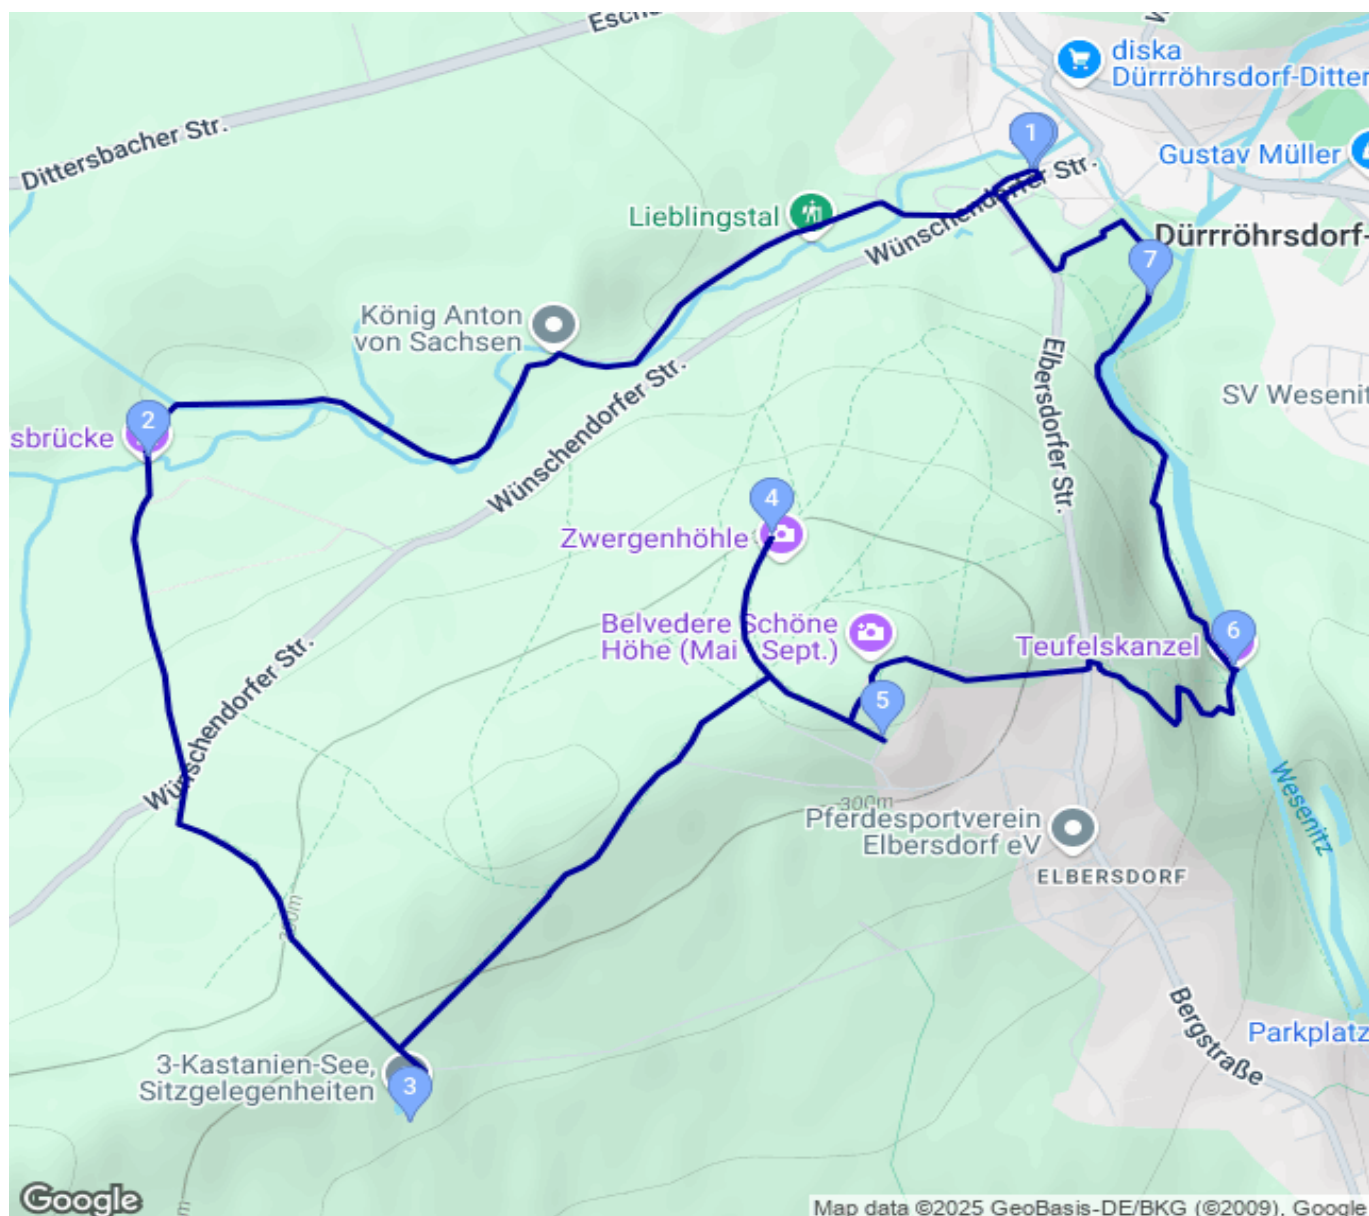 Escha
diska
Dürrröhrsdorf-Ditter
Dittersbacher Str.
1
Gustav Müller
Wünschendorfer Str.
Lieblingstal
Dürrröhrsdorf-
7
König Anton
von Sachsen
Elbersdorfer Str.
Wünschendorfer Str.
SV Wesenit
2
sbrücke
4
Zwergenhöhle
Belvedere Schöne
Höhe (Mai - Sept.)
6
Teufelskanzel
5
Wünschendorfer Str.
300m
Pferdesportverein
Elbersdorf eV
Wesenitz
ELBERSDORF
300m
Bergstraße
Parkplatz
3-Kastanien-See,
Sitzgelegenheiten
3
Google
Map data ©2025 GeoBasis-DE/BKG (©2009), Google